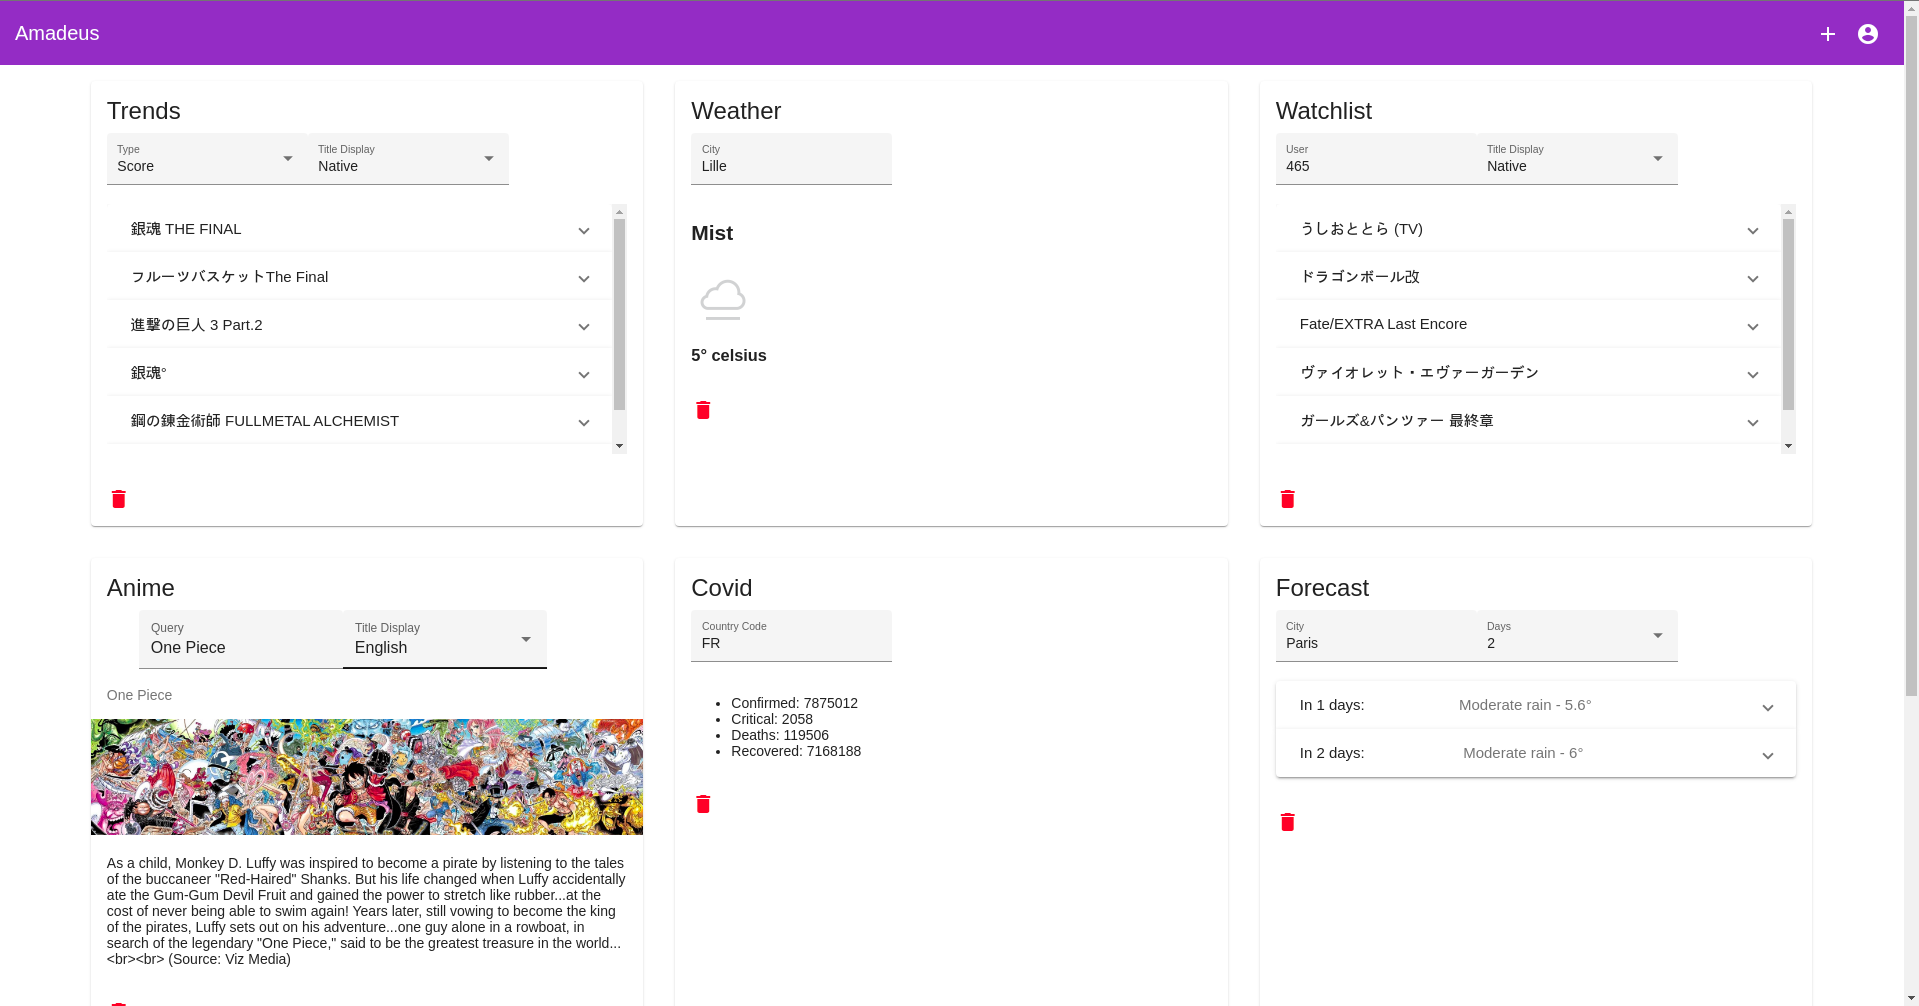 Amadeus
Trends
Type
Score
Title Display
Native
銀魂 THE FINAL
フルーツバスケットThe Final
進撃の巨人 3 Part.2
銀魂°
鋼の錬金術師 FULLMETAL ALCHEMIST
Weather
City
Lille
Mist
5° celsius
Watchlist
User
465
Title Display
Native
うしおととら (TV)
ドラゴンボール改
Fate/EXTRA Last Encore
ヴァイオレット・エヴァーガーデン
ガールズ&パンツァー 最終章
Anime
Query
One Piece
Title Display
English
One Piece
As a child, Monkey D. Luffy was inspired to become a pirate by listening to the tales
of the buccaneer "Red-Haired" Shanks. But his life changed when Luffy accidentally
ate the Gum-Gum Devil Fruit and gained the power to stretch like rubber...at the
cost of never being able to swim again! Years later, still vowing to become the king
of the pirates, Luffy sets out on his adventure...one guy alone in a rowboat, in
search of the legendary "One Piece," said to be the greatest treasure in the world...
<br><br> (Source: Viz Media)
Covid
Country Code
FR
Confirmed: 7875012
Critical: 2058
Deaths: 119506
Recovered: 7168188
Forecast
City
Paris
Days
2
In 1 days: Moderate rain - 5.6°
In 2 days: Moderate rain - 6°